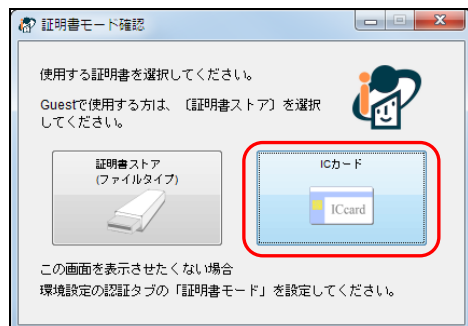 証明書モード確認
使用する証明書を選択してください。
Guestで使用する方は、〔証明書ストア〕を選択
してください。
証明書ストア
(ファイルタイプ)
ICカード
ICcard
この画面を表示させたくない場合
環境設定の認証タブの「証明書モード」を設定してください。